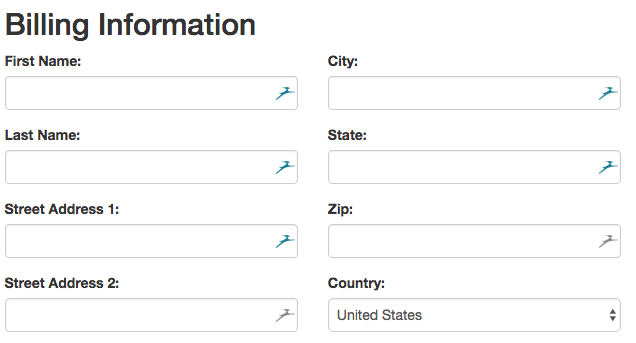 Billing Information
First Name:
City:
Last Name:
State:
Street Address 1:
Zip:
Street Address 2:
Country:
United States